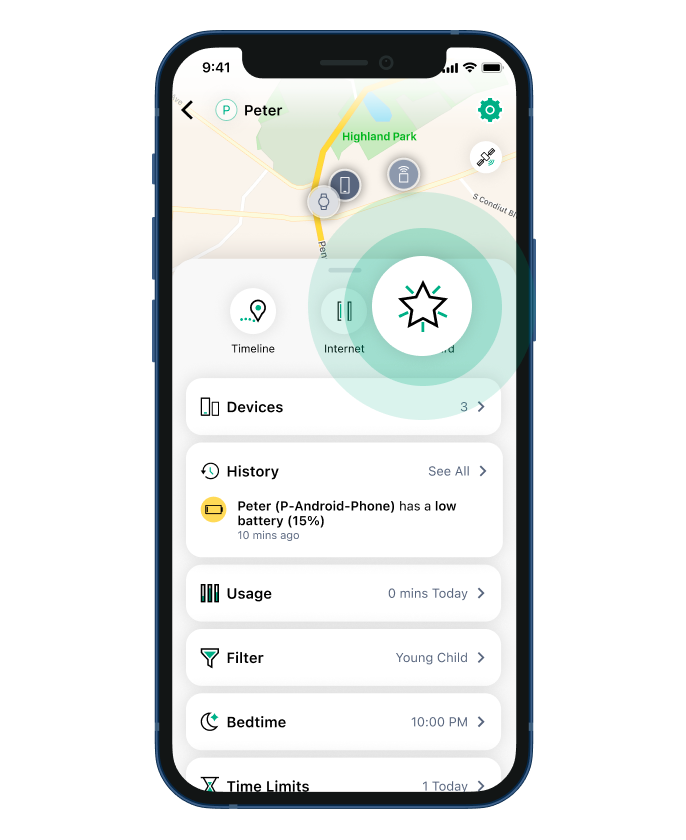 9:41
P Peter
Highland Park
S Condiut Bl
Pen
Timeline
Internet
Devices
3
History
See All
Peter (P-Android-Phone) has a low
battery (15%)
10 mins ago
Usage
0 mins Today
Filter
Young Child
Bedtime
10:00 PM
Time Limits
1 Today